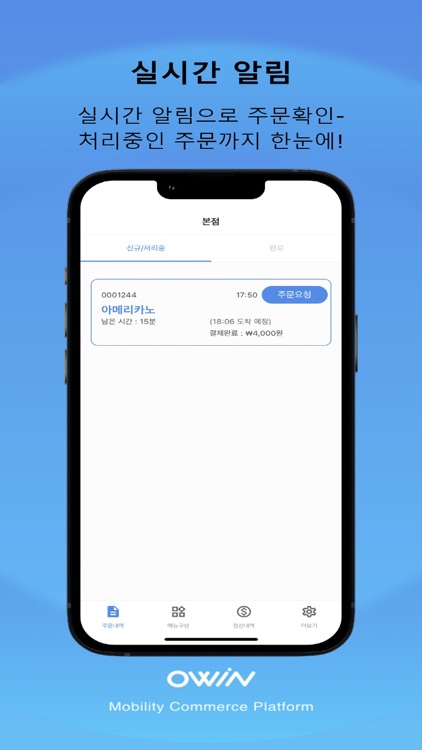 실시간 알림
실시간 알림으로 주문확인-
처리중인 주문까지 한눈에!
본점
신규/처리중 완료
0001244 17:50 주문요청
아메리카노
남은 시간 : 15분 (18:06 도착 예정)
결제완료 : ₩4,000원
주문내역 메뉴구성 정산내역 더보기
OWiN
Mobility Commerce Platform